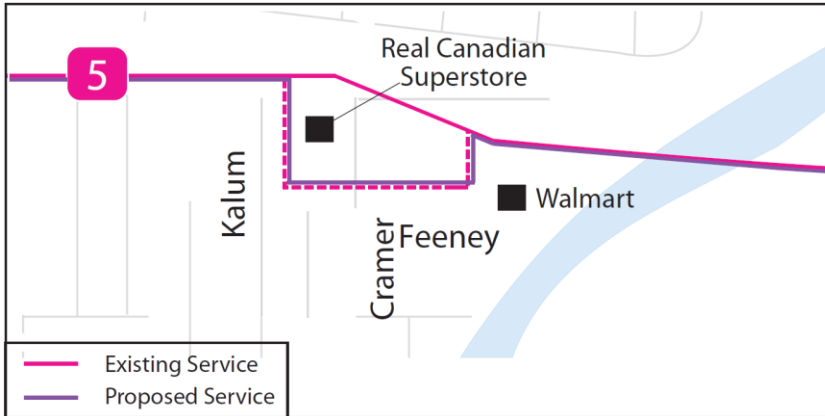 5
Real Canadian
Superstore
Kalum
Cramer
Feeney
Walmart
Existing Service
Proposed Service